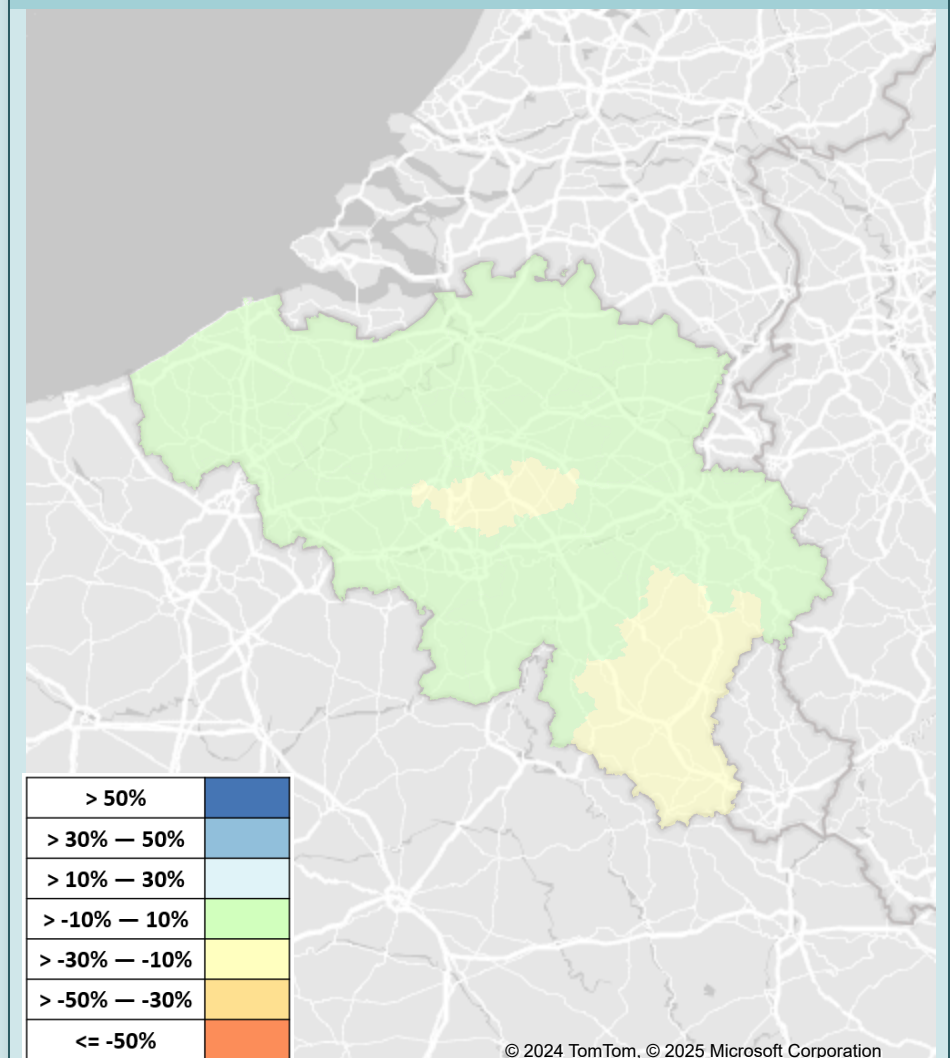 > 50%
> 30% — 50%
> 10% — 30%
> -10% — 10%
> -30% — -10%
> -50% — -30%
<= -50%
© 2024 TomTom, © 2025 Microsoft Corporation